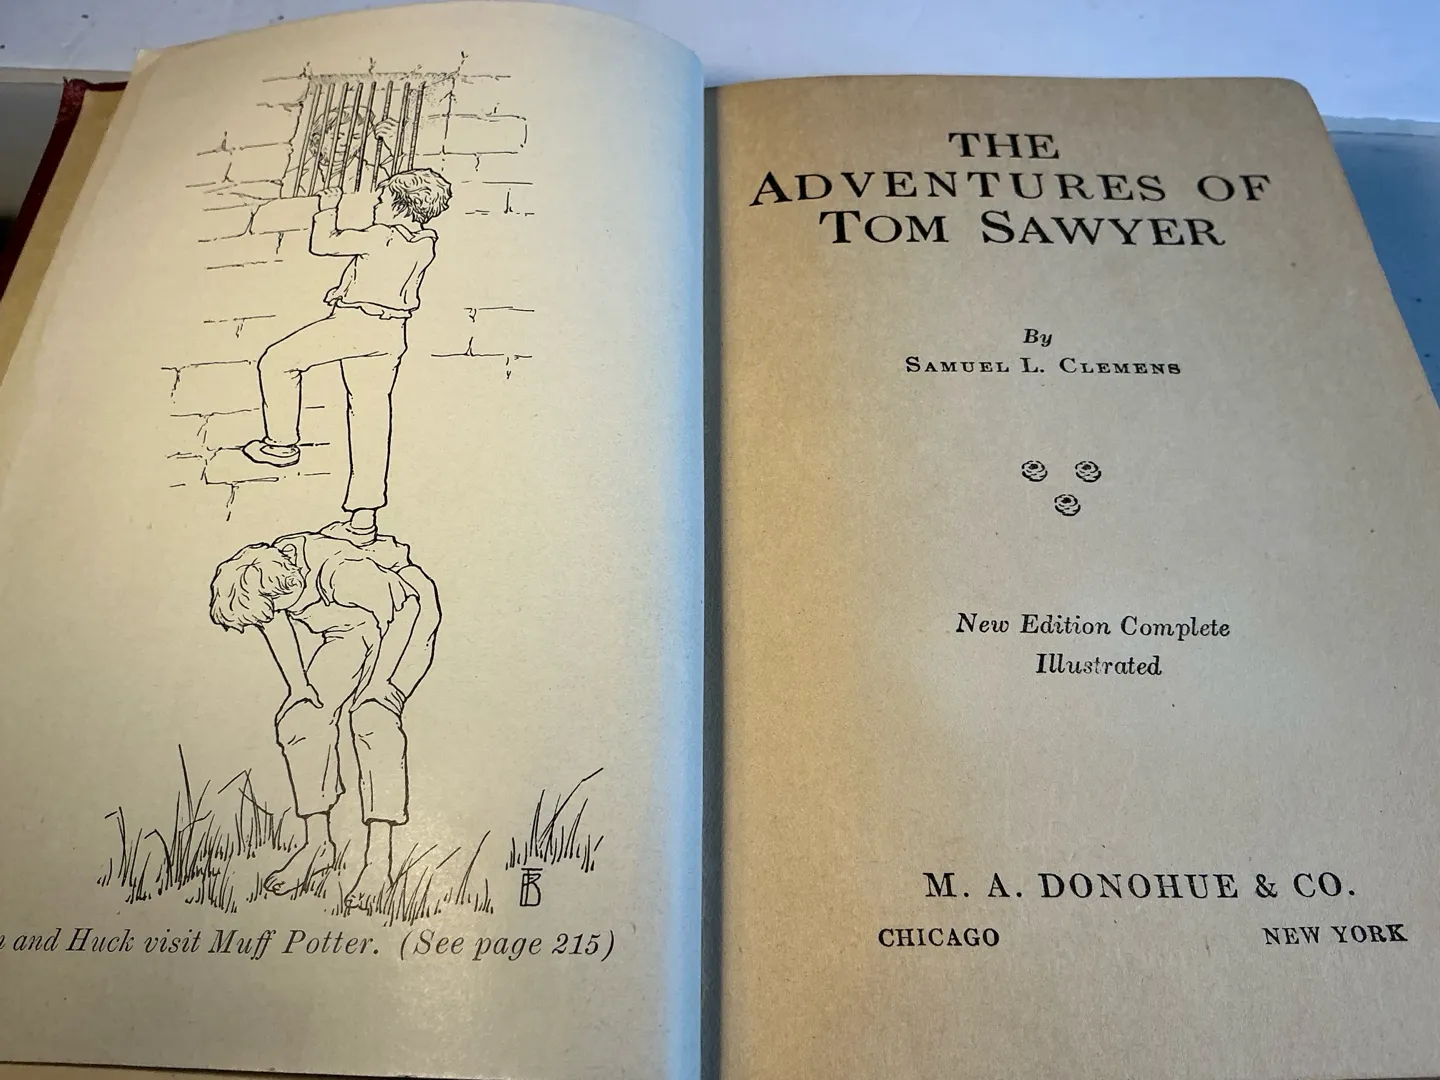 and Huck visit Muff Potter. (See page 215)
THE
ADVENTURES OF
TOM SAWYER
By
SAMUEL L. CLEMENS
New Edition Complete
Illustrated
M. A. DONOHUE & CO.
CHICAGO NEW YORK